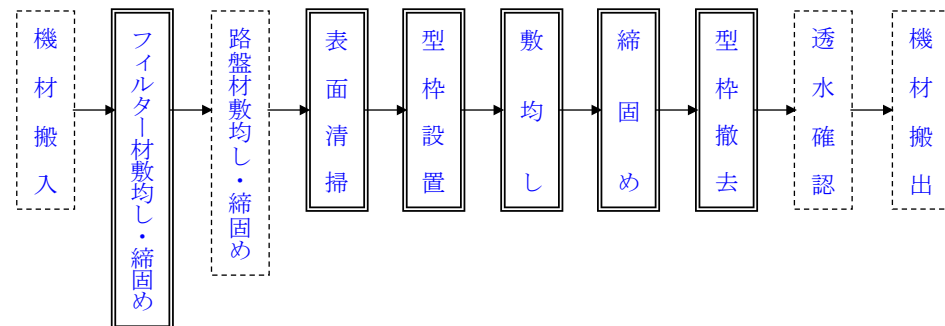 機材搬入
フィルター材敷均し・締固め
路盤材敷均し・締固め
表面清掃
型枠設置
敷均し
締固め
型枠撤去
透水確認
機材搬出